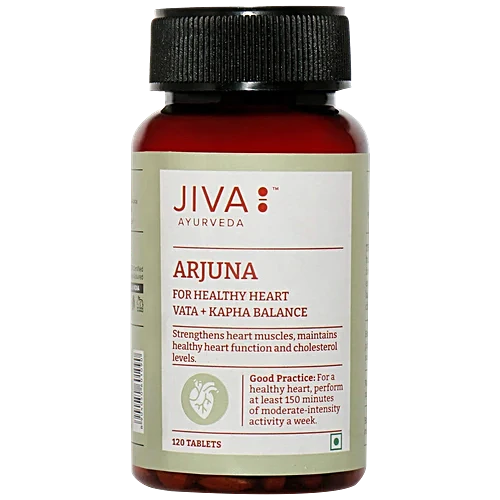 JIVA ™
AYURVEDA
ARJUNA
FOR HEALTHY HEART
VATA + KAPHA BALANCE
Strengthens heart muscles, maintains
healthy heart function and cholesterol
levels.
Good Practice: For a
healthy heart, perform
at least 150 minutes
of moderate-intensity
activity a week.
120 TABLETS